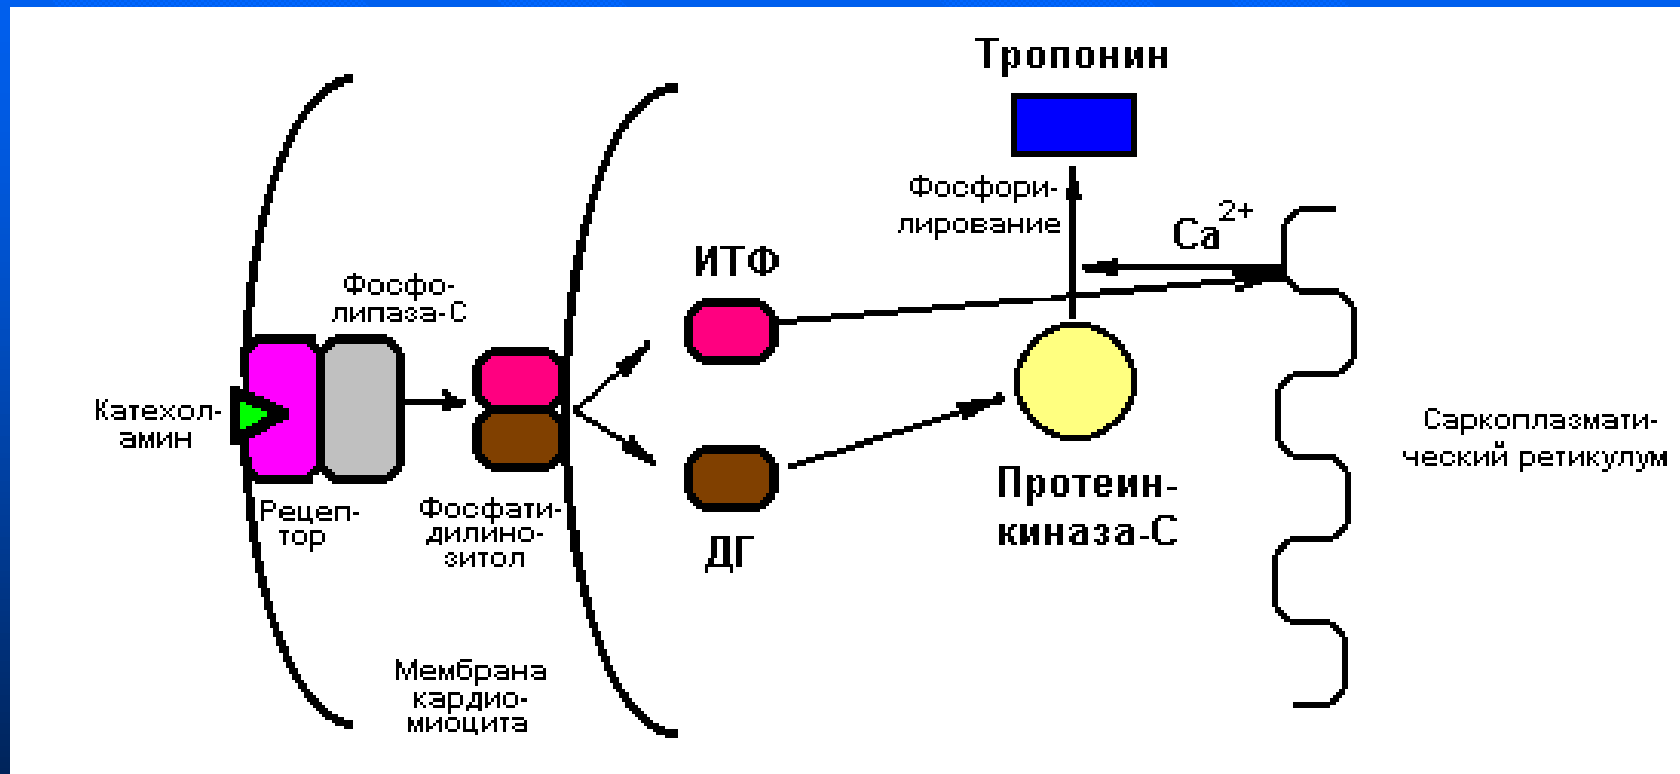 Тропонин
Фосфори-
лирование
Ca2+
ИТФ
Фосфо-
липаза-С
Катехол-
амин
Рецеп-
тор
Фосфати-
дилино-
зитол
ДГ
Протеин-
киназа-С
Саркоплазмати-
ческий ретикулум
Мембрана
кардио-
миоцита